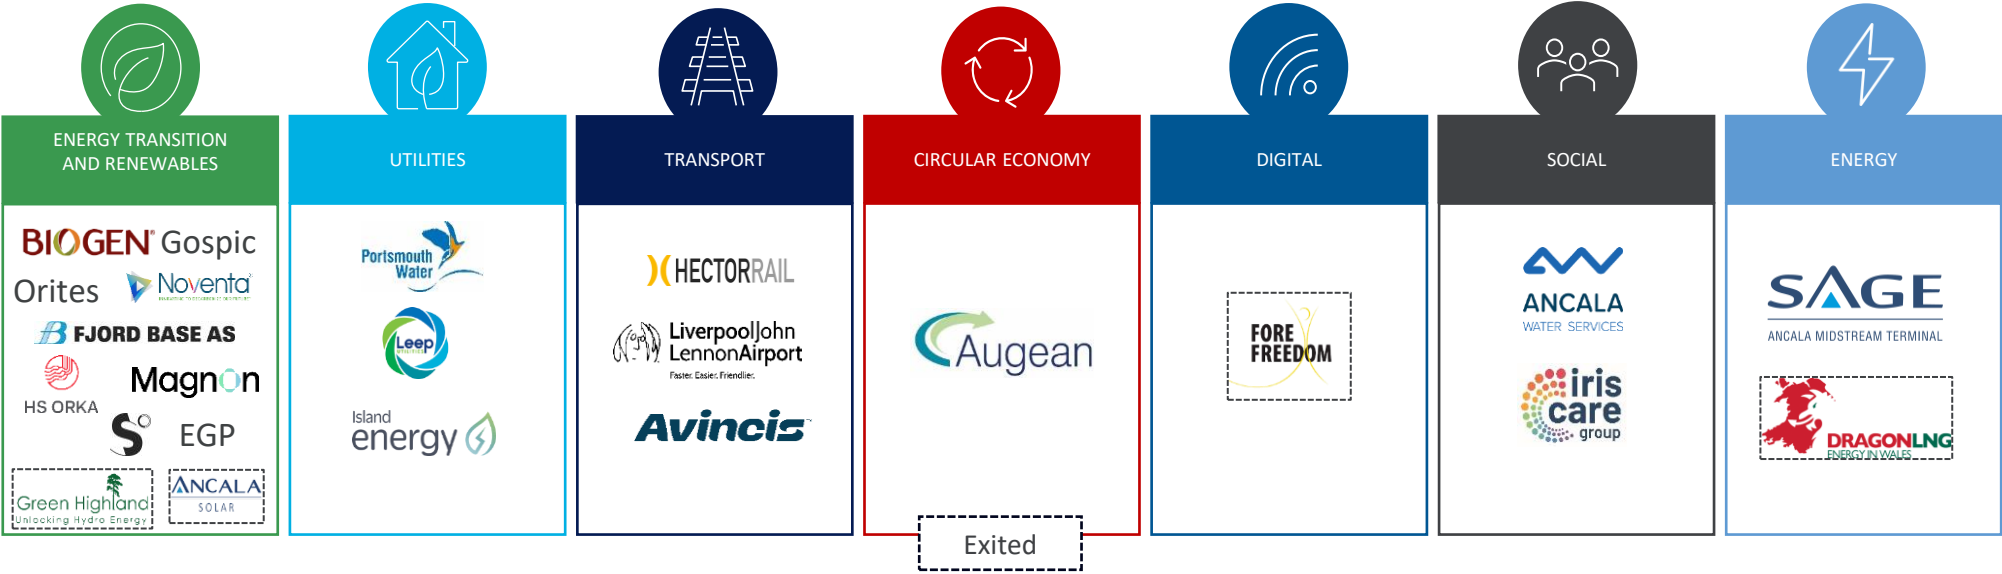 ENERGY TRANSITION
AND RENEWABLES
BIOGEN® Gospic
Orites Noventa
FJORD BASE AS
HS ORKA
Magnon
S EGP
Green Highland
Unlocking Hydro Energy
ANCALA
SOLAR
UTILITIES
Portsmouth
Water
Leep
UTILITIES
Island
energy
TRANSPORT
HECTORRAIL
LiverpoolJohn
LennonAirport
Faster. Easier. Friendlier.
Avincis
CIRCULAR ECONOMY
Augean
DIGITAL
FORE
FREEDOM
SOCIAL
ANCALA
WATER SERVICES
iris
care
group
ENERGY
SAGE
ANCALA MIDSTREAM TERMINAL
DRAGONLNG
ENERGY IN WALES
Exited